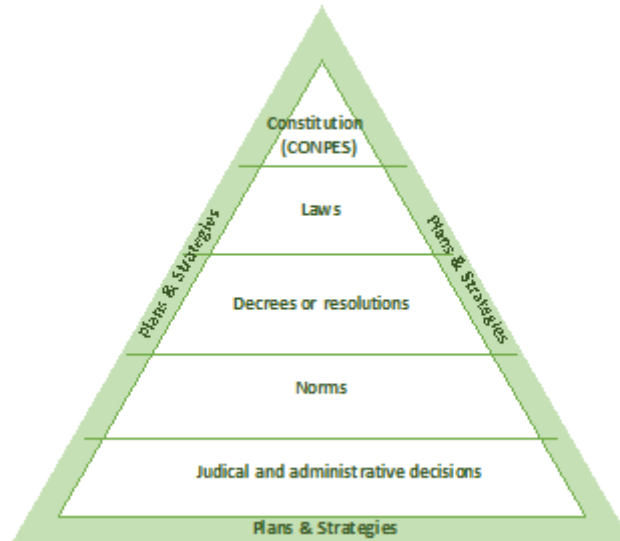 Constitution
(CONPES)
Laws
Plans & Strategies
Plans & Strategies
Decrees or resolutions
Norms
Judical and administrative decisions
Plans & Strategies